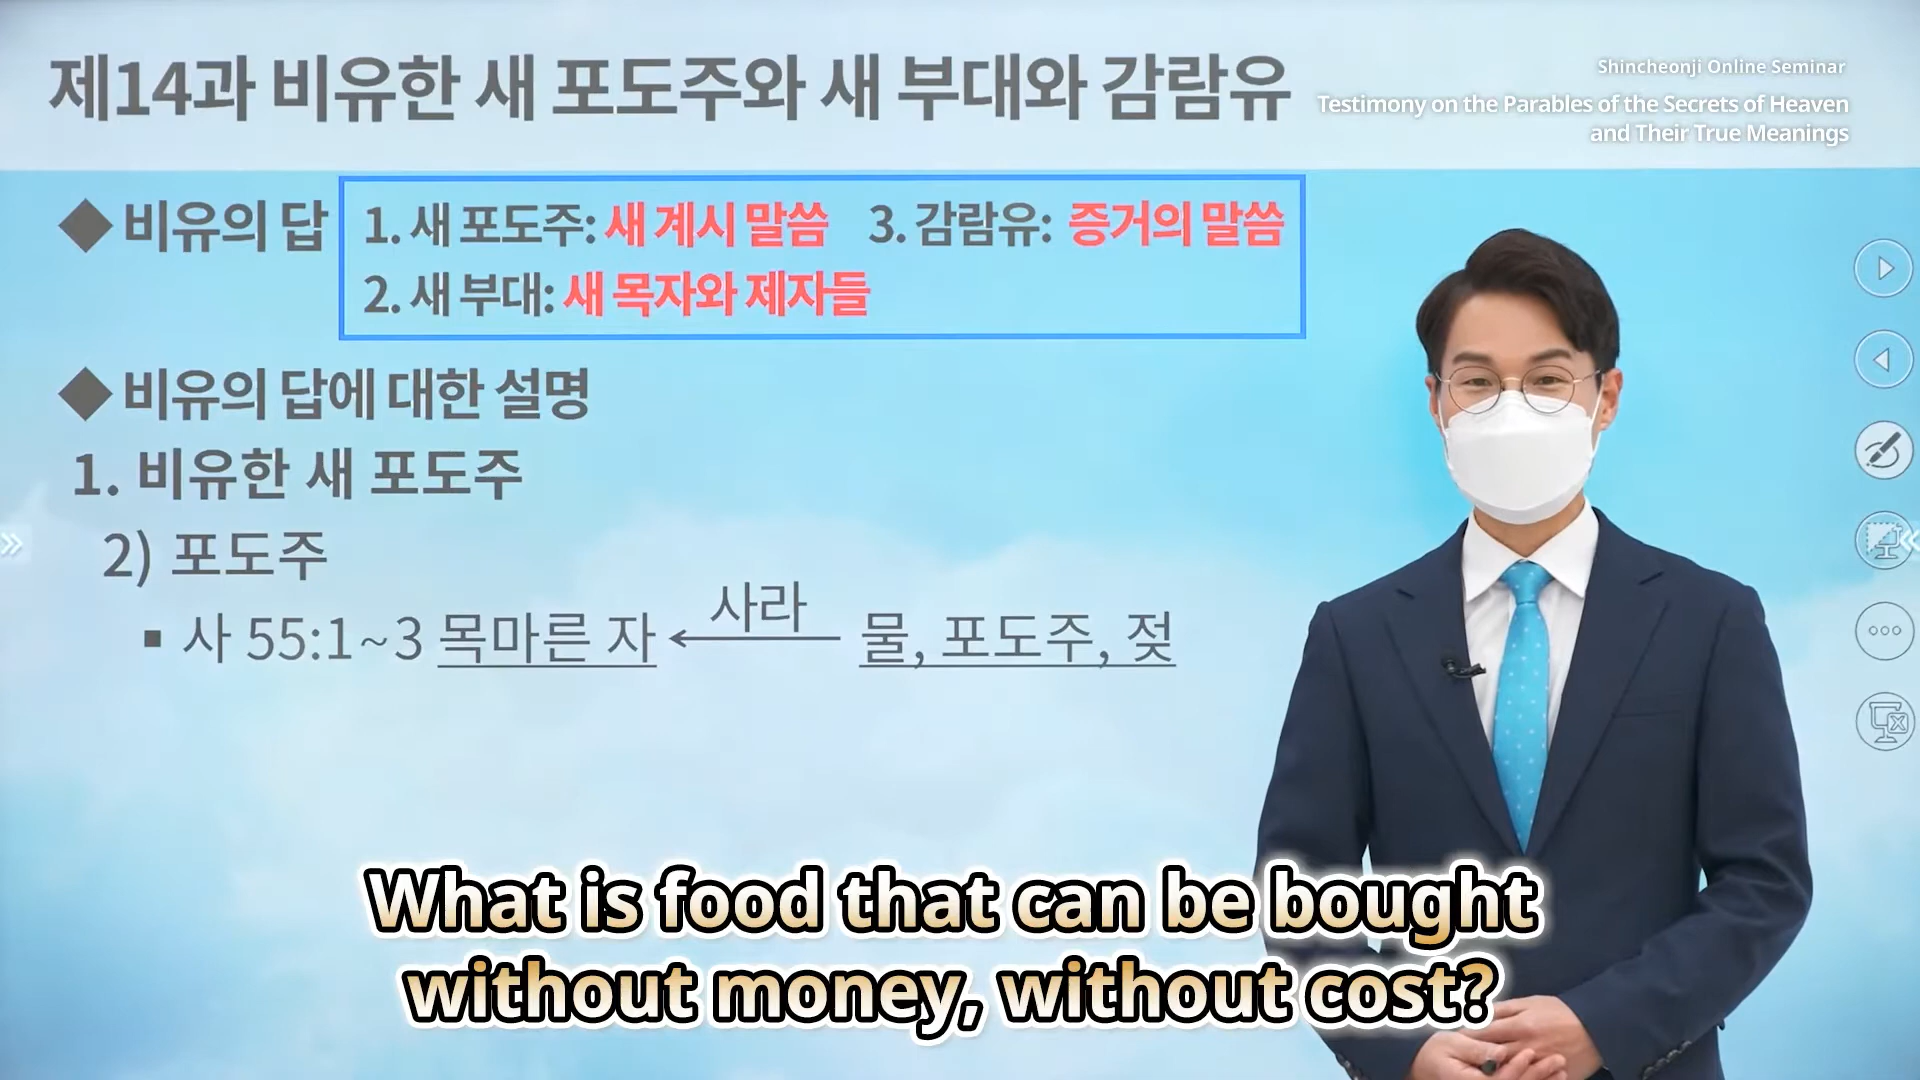 제14과 비유한 새 포도주와 새 부대와 감람유
Shincheonji Online Seminar
Testimony on the Parables of the Secrets of Heaven
and Their True Meanings
◆비유의 답
1. 새 포도주: 새 계시 말씀 3. 감람유: 증거의 말씀
2. 새 부대: 새 목자와 제자들
◆비유의 답에 대한 설명
1. 비유한 새 포도주
2) 포도주
▪ 사 55:1~3 목마른 자 ← 사라 물, 포도주, 젖
What is food that can be bought
without money, without cost?